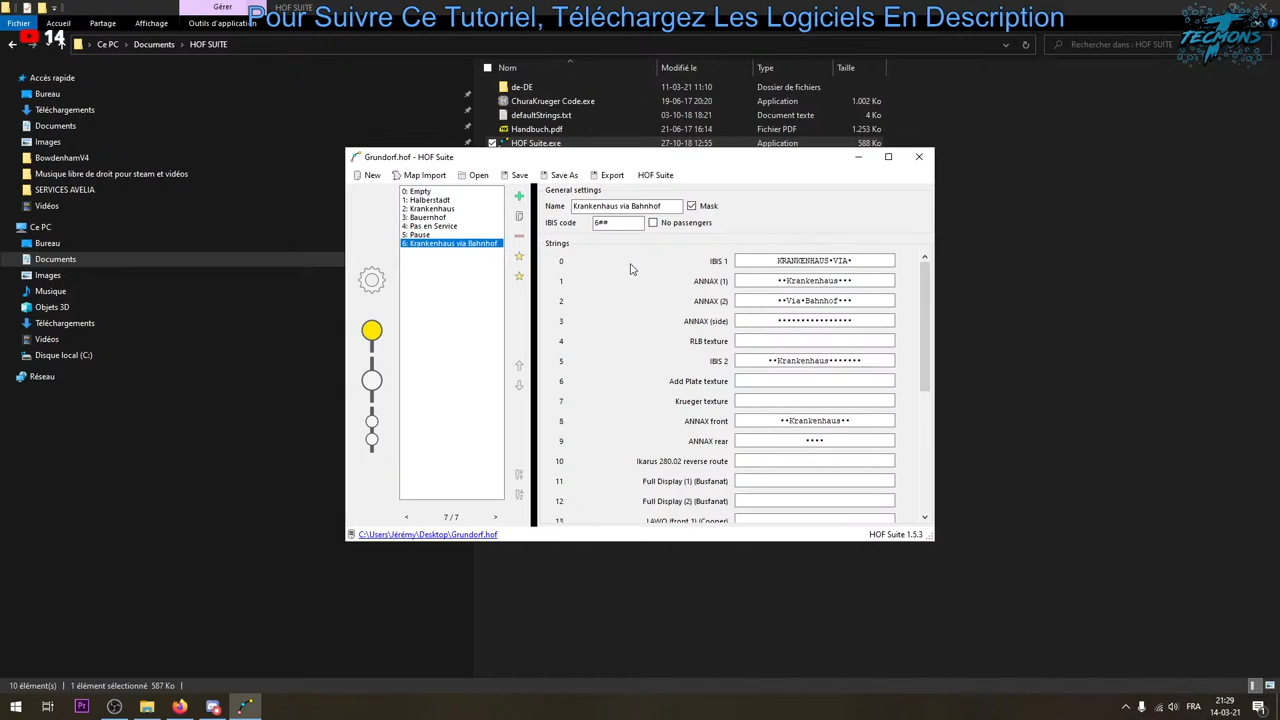 Pour Suivre Ce Tutoriel, Téléchargez Les Logiciels En Description
Gérer
HOF SUITE
Fichier Accueil Partage Affichage Outils d'application
14
Ce PC Documents HOF SUITE
Rechercher dans : HOF SUITE
TECMONS
Accès rapide
Bureau
Téléchargements
Documents
Images
BowdenhamV4
Musique libre de droit pour steam et vidéos
SERVICES AVELIA
Vidéos
Ce PC
Bureau
Documents
Images
Musique
Objets 3D
Téléchargements
Vidéos
Disque local (C:)
Réseau
Nom Modifié le Type Taille
de-DE 11-03-21 11:10 Dossier de fichiers
ChuraKrueger Code.exe 19-06-17 20:20 Application 1.002 Ko
defaultStrings.txt 03-10-18 18:21 Document texte 4 Ko
Handbuch.pdf 21-06-17 16:14 Fichier PDF 1.253 Ko
HOF Suite.exe 27-10-18 12:55 Application 588 Ko
Grundorf.hof - HOF Suite
New Map Import Open Save Save As Export HOF Suite
0: Empty
1: Halberstadt
2: Krankenhaus
3: Bauernhof
4: Pas en Service
5: Pause
6: Krankenhaus via Bahnhof
7 / 7
General settings
Name Krankenhaus via Bahnhof Mask
IBIS code 6## No passengers
Strings
0 IBIS 1 KRANKENHAUS•VIA•
1 ANNAX (1) ••Krankenhaus•••
2 ANNAX (2) ••Via•Bahnhof•••
3 ANNAX (side) ••••••••••••••••
4 RLB texture
5 IBIS 2 ••Krankenhaus•••••••
6 Add Plate texture
7 Krueger texture
8 ANNAX front ••Krankenhaus••
9 ANNAX rear ••••
10 Ikarus 280.02 reverse route
11 Full Display (1) (Busfanat)
12 Full Display (2) (Busfanat)
13 LAWO (front 1) (Cooper)
C:\Users\Jérémy\Desktop\Grundorf.hof
HOF Suite 1.5.3
10 élément(s) 1 élément sélectionné 587 Ko
FRA
21:29
14-03-21